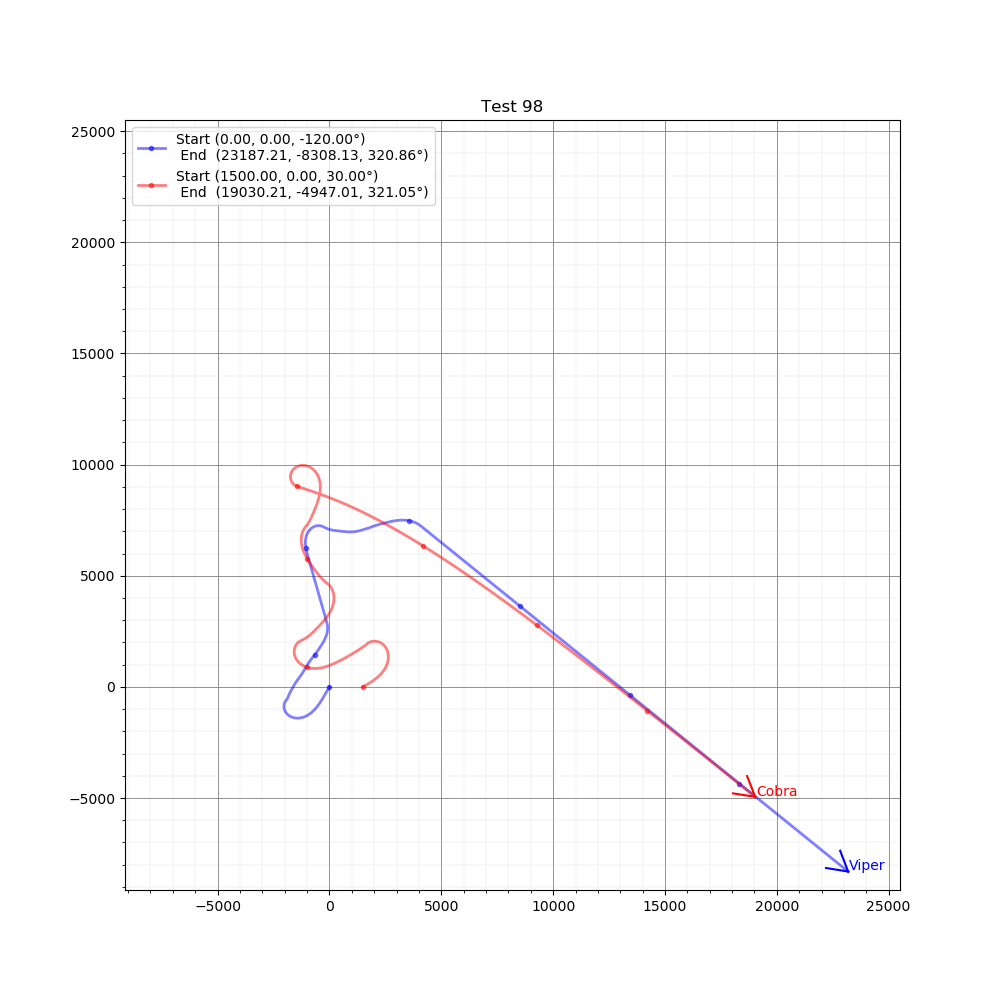 Test 98
Start (0.00, 0.00, -120.00°)
End (23187.21, -8308.13, 320.86°)
Start (1500.00, 0.00, 30.00°)
End (19030.21, -4947.01, 321.05°)
25000
20000
15000
10000
5000
0
−5000
Cobra
Viper
−5000 0 5000 10000 15000 20000 25000